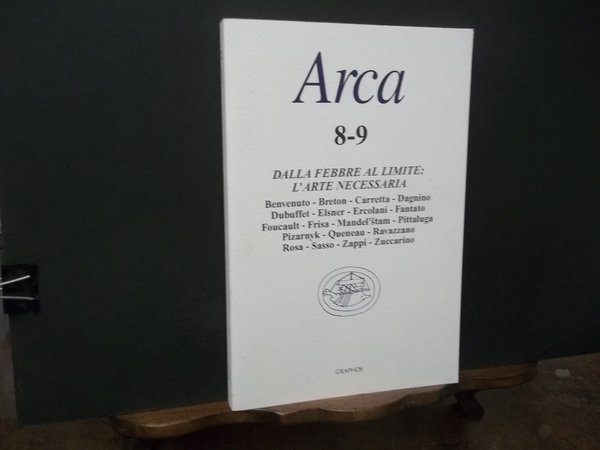 Arca
8-9
DALLA FEBBRE AL LIMITE:
L'ARTE NECESSARIA
Benvenuto - Breton - Carretta - Dagnino
Dubuffet - Elsner - Ercolani - Fantato
Foucault - Frisa - Mandel'štam - Pittaluga
Pizarnyk - Queneau - Ravazzano
Rosa - Sasso - Zappi - Zuccarino
GRAPHOS